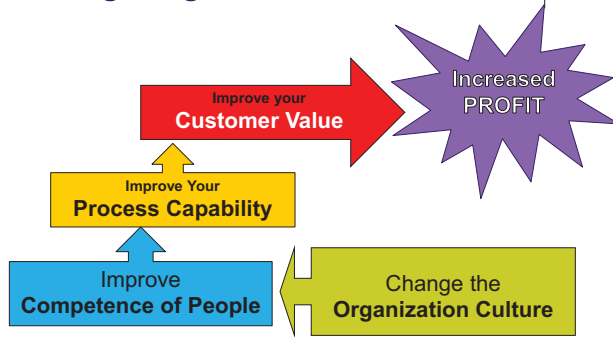 Increased
PROFIT
Improve your
Customer Value
Improve Your
Process Capability
Improve
Competence of People
Change the
Organization Culture